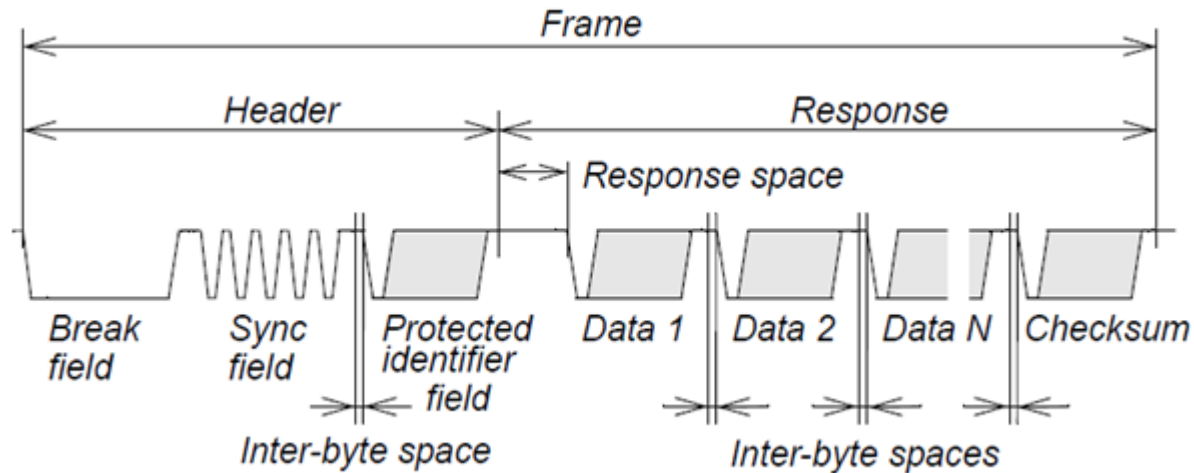 Frame
Header
Response
Response space
Break
field
Sync
field
Protected
identifier
field
Data 1
Data 2
Data N
Checksum
Inter-byte space
Inter-byte spaces